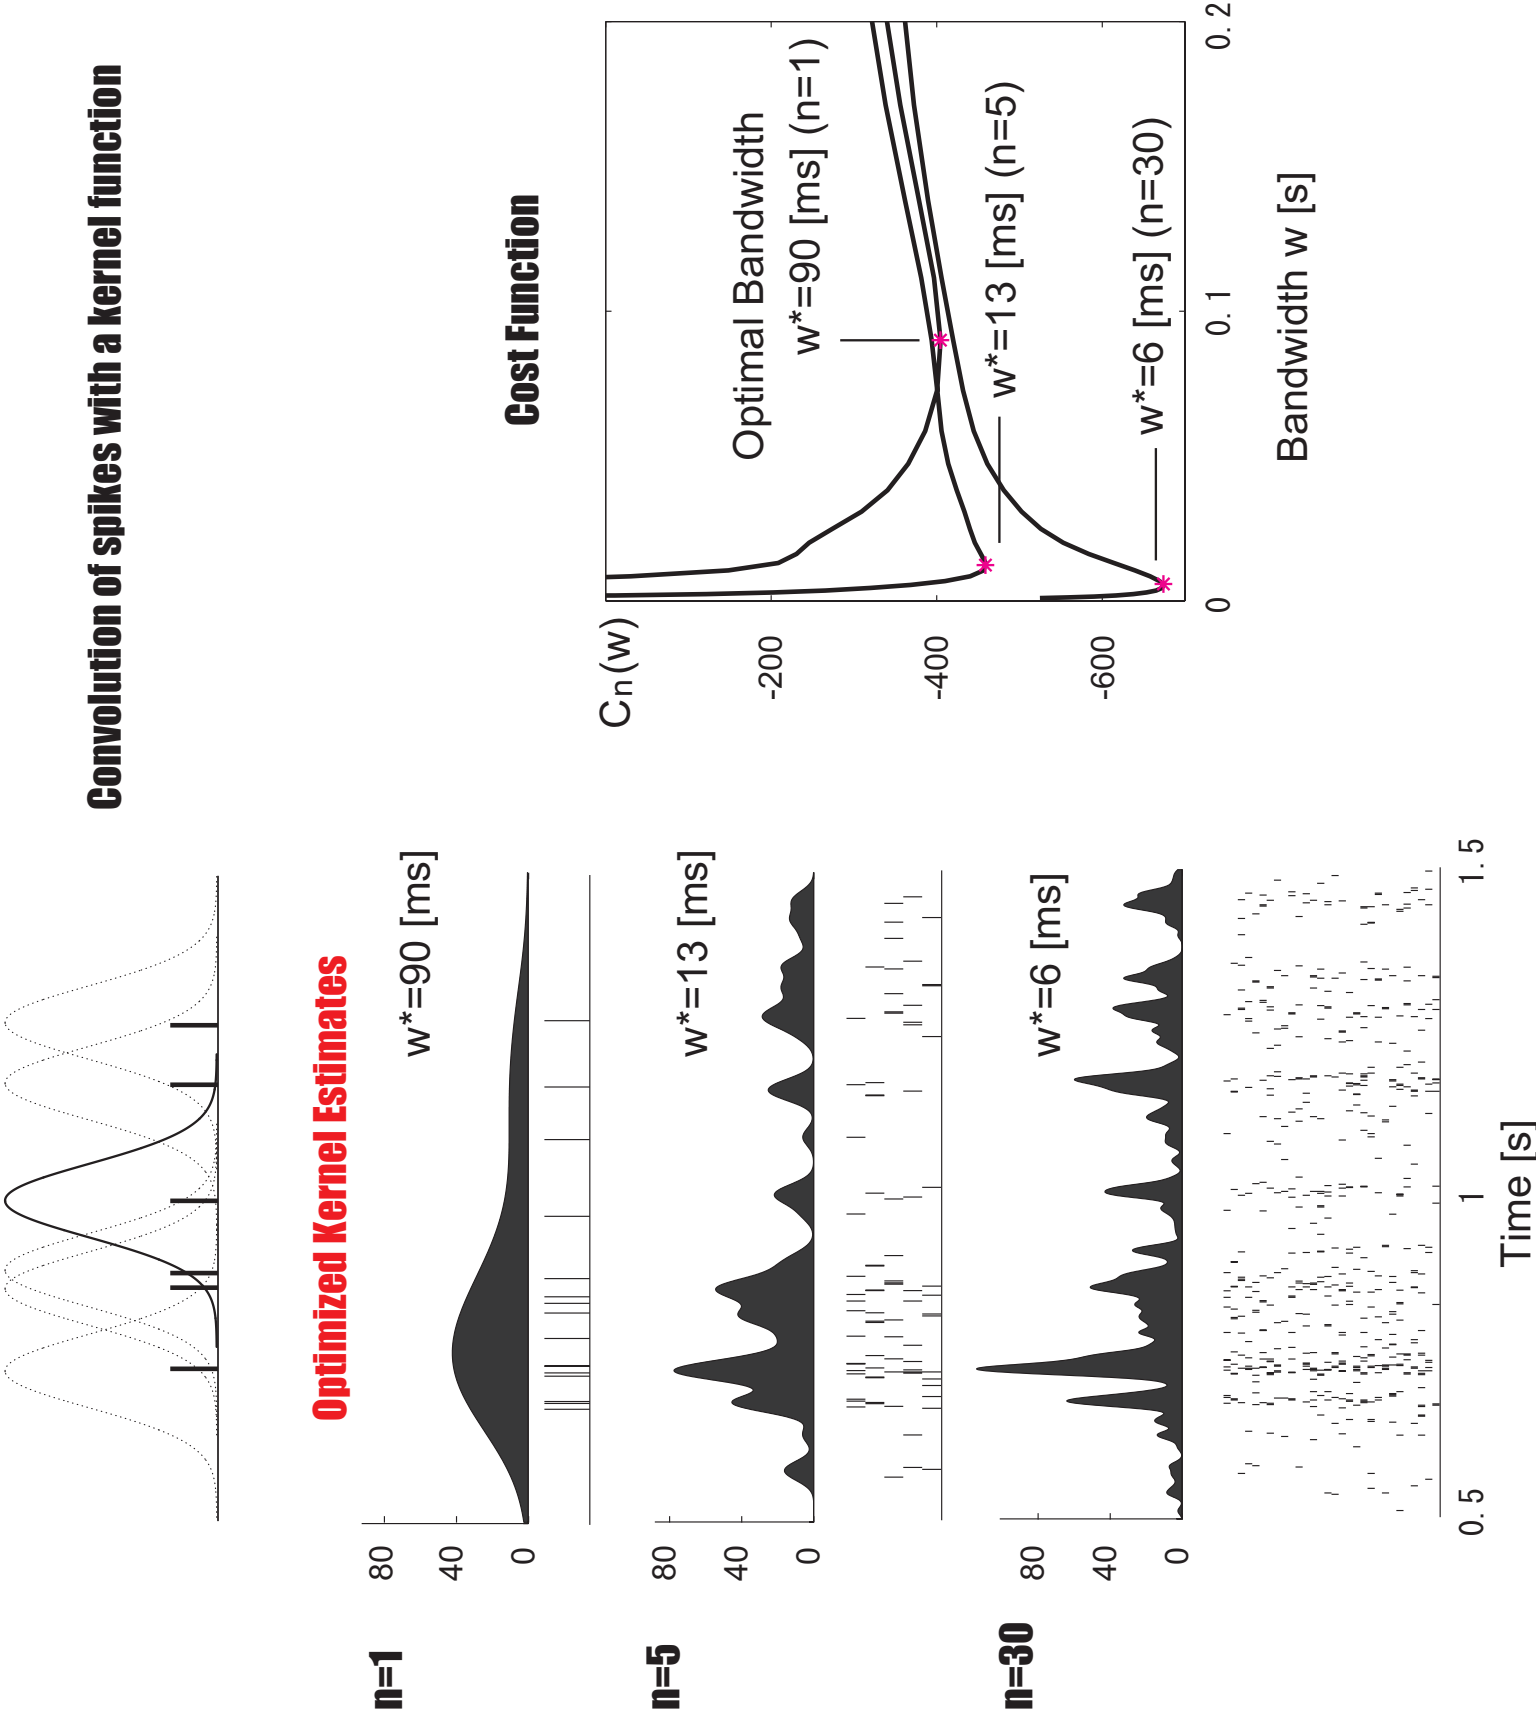 Convolution of spikes with a kernel function
Optimized Kernel Estimates
n=1
80
40
0
w*=90 [ms]
n=5
80
40
0
w*=13 [ms]
n=30
80
40
0
w*=6 [ms]
0.5
1
1.5
Time [s]
Cost Function
Cn(w)
-200
-400
-600
Optimal Bandwidth
w*=90 [ms] (n=1)
w*=13 [ms] (n=5)
w*=6 [ms] (n=30)
0
0.1
0.2
Bandwidth w [s]